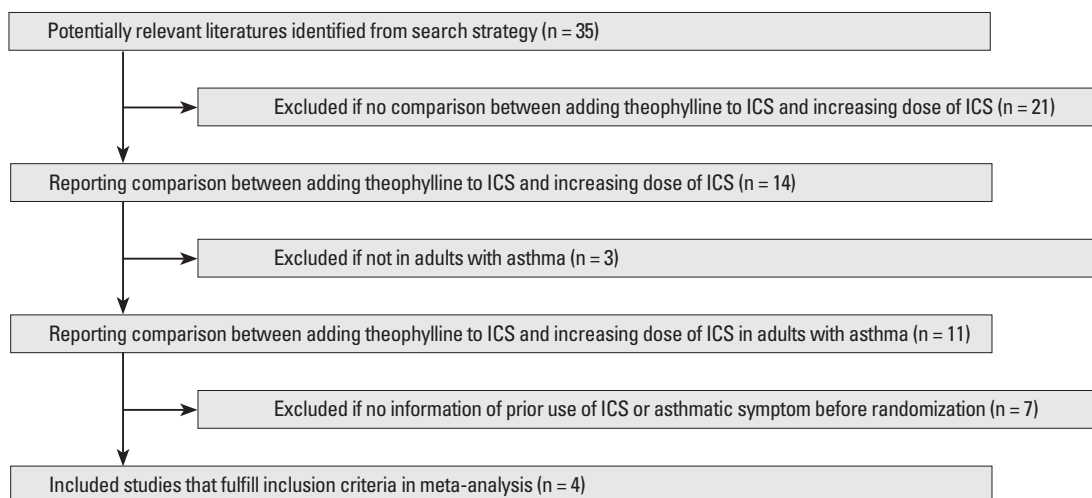 Potentially relevant literatures identified from search strategy (n = 35)
Excluded if no comparison between adding theophylline to ICS and increasing dose of ICS (n = 21)
Reporting comparison between adding theophylline to ICS and increasing dose of ICS (n = 14)
Excluded if not in adults with asthma (n = 3)
Reporting comparison between adding theophylline to ICS and increasing dose of ICS in adults with asthma (n = 11)
Excluded if no information of prior use of ICS or asthmatic symptom before randomization (n = 7)
Included studies that fulfill inclusion criteria in meta-analysis (n = 4)